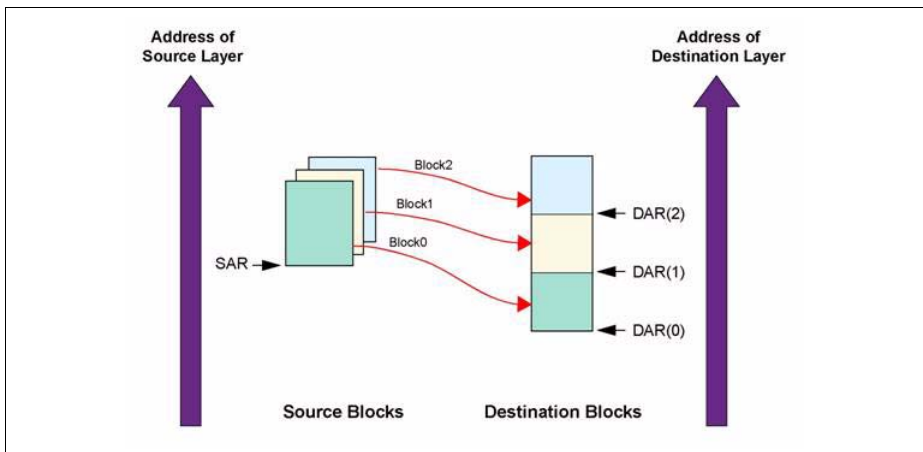 Address of
Source Layer
Address of
Destination Layer
Block2
Block1
Block0
SAR
DAR(2)
DAR(1)
DAR(0)
Source Blocks
Destination Blocks